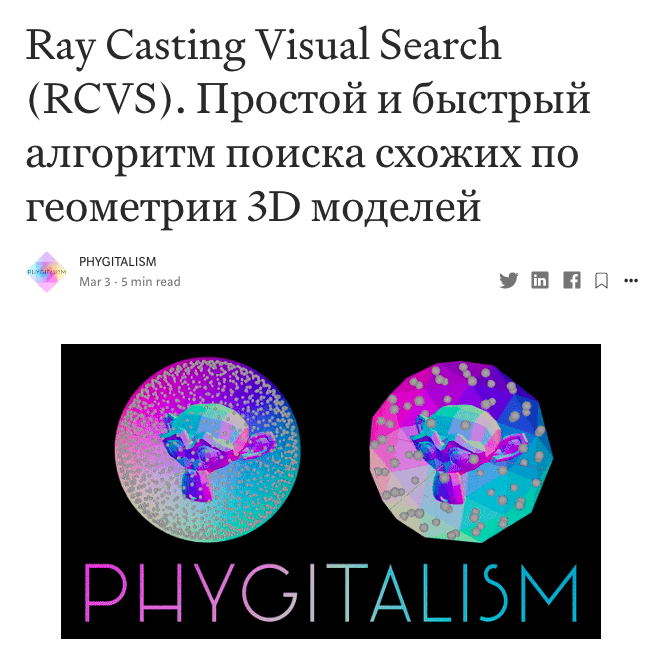 Ray Casting Visual Search
(RCVS). Простой и быстрый
алгоритм поиска схожих по
геометрии 3D моделей
PHYGITALISM
PHYGITALISM
Mar 3 · 5 min read
PHYGITALISM